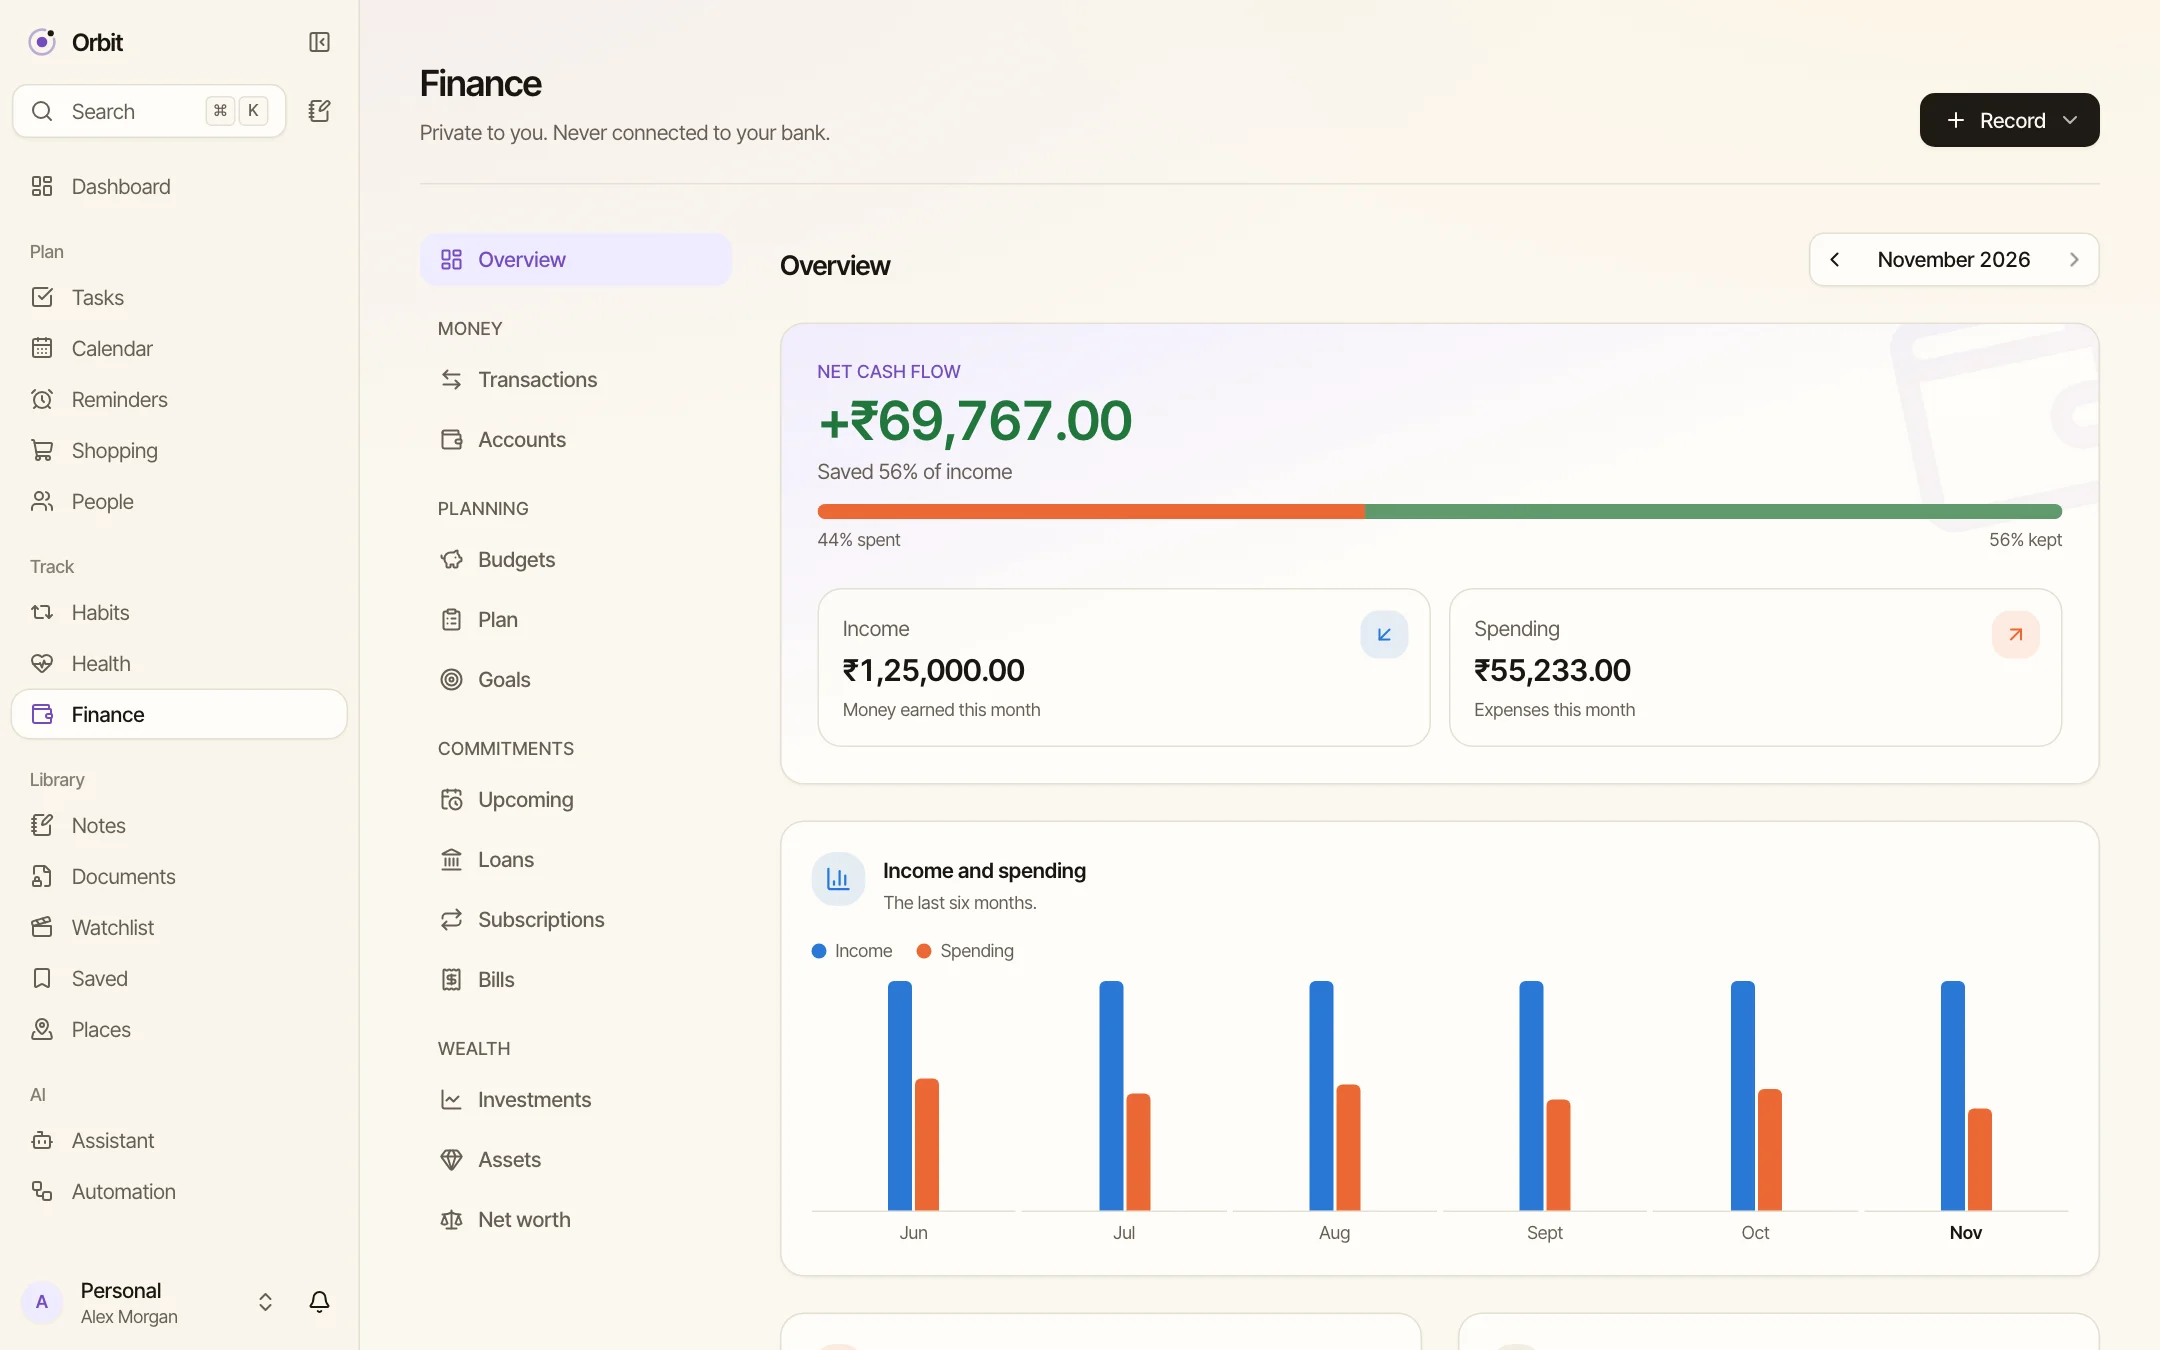 Orbit
Search ⌘ K
Dashboard
Plan
Tasks
Calendar
Reminders
Shopping
People
Track
Habits
Health
Finance
Library
Notes
Documents
Watchlist
Saved
Places
AI
Assistant
Automation
A
Personal
Alex Morgan
Finance
Private to you. Never connected to your bank.
Record
Overview
MONEY
Transactions
Accounts
PLANNING
Budgets
Plan
Goals
COMMITMENTS
Upcoming
Loans
Subscriptions
Bills
WEALTH
Investments
Assets
Net worth
Overview
November 2026
NET CASH FLOW
+₹69,767.00
Saved 56% of income
44% spent
56% kept
Income
₹1,25,000.00
Money earned this month
Spending
₹55,233.00
Expenses this month
Income and spending
The last six months.
Income Spending
Jun Jul Aug Sept Oct Nov